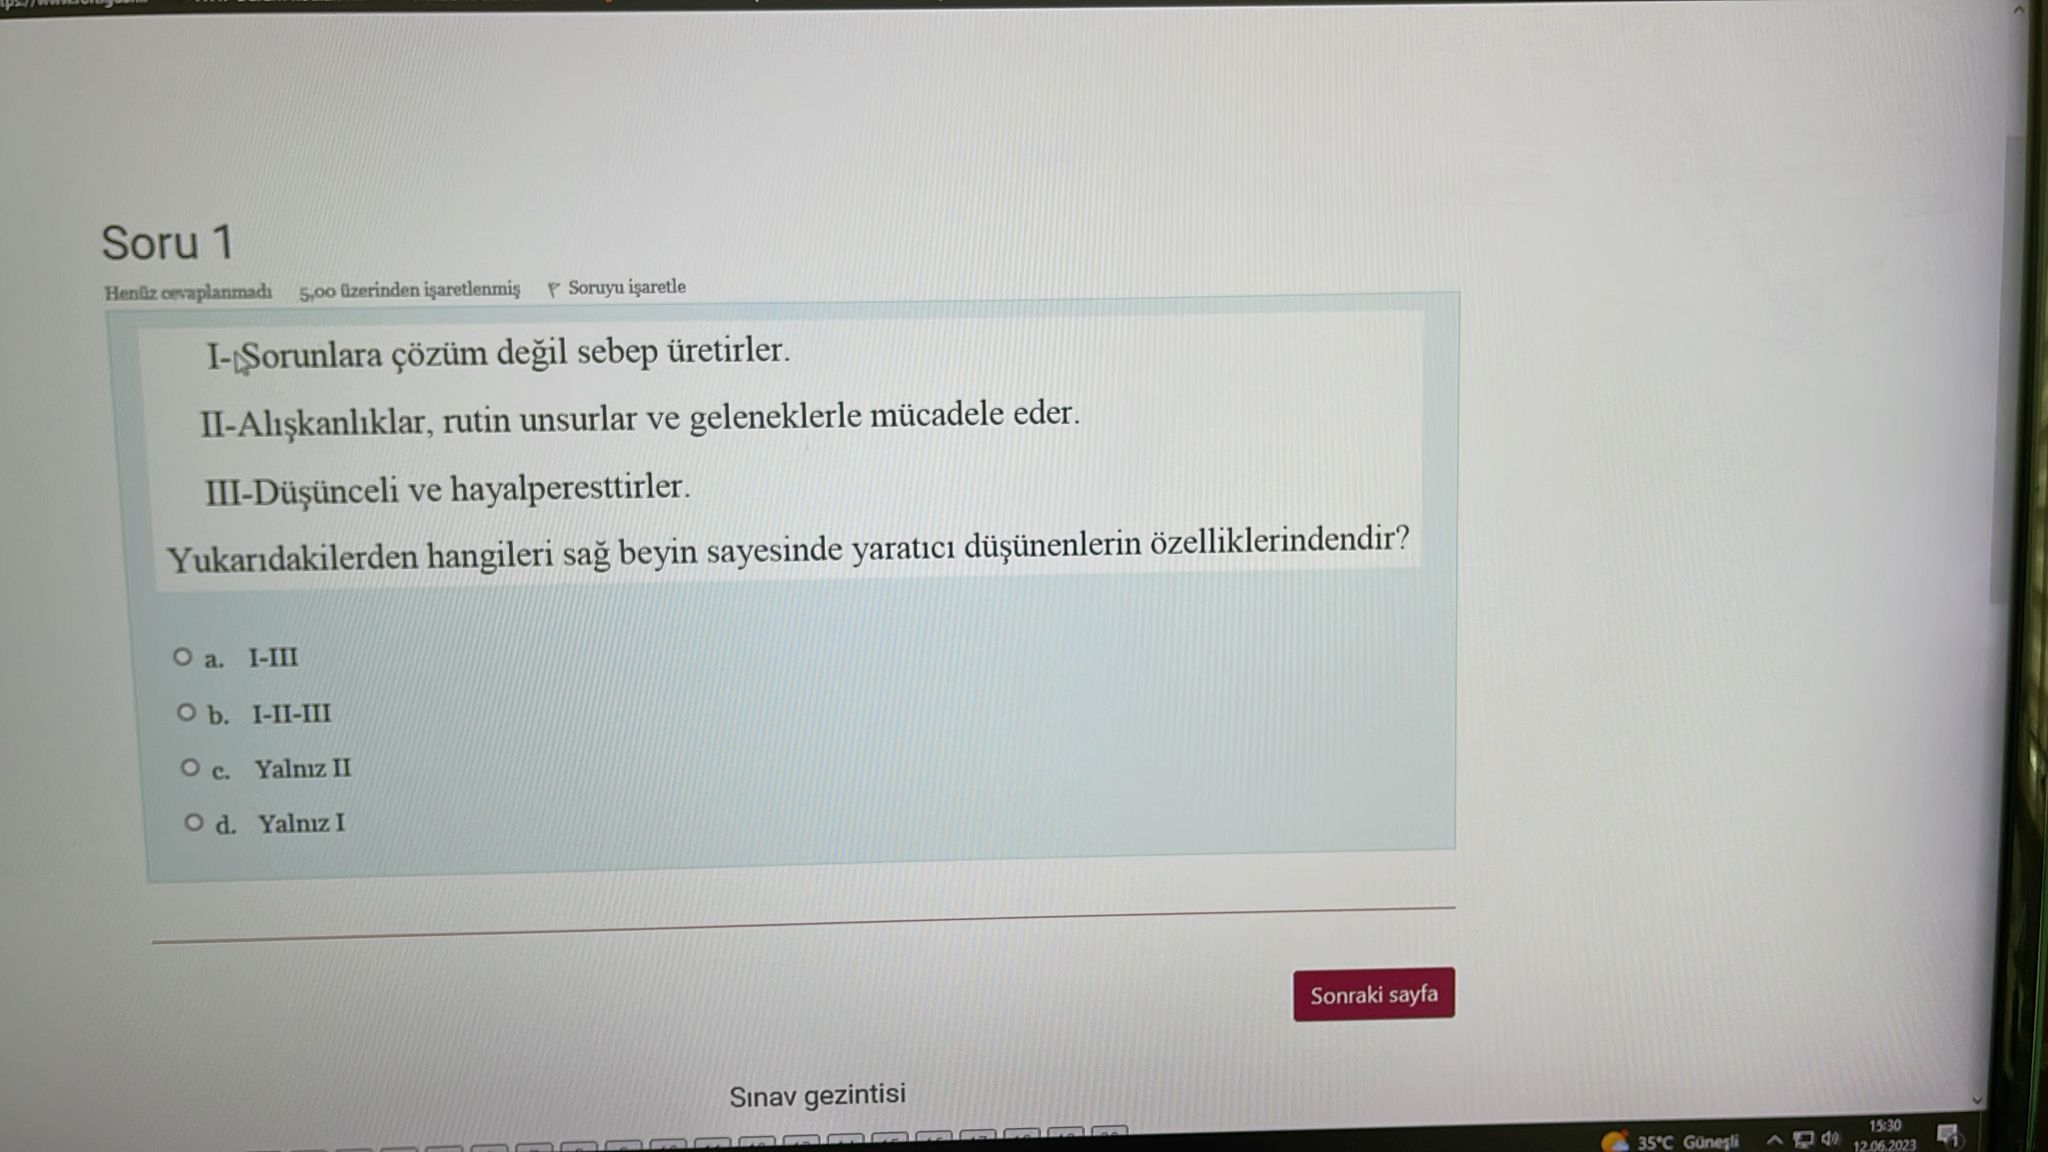 Soru 1
Henüz cevaplanmadı 5,00 üzerinden işaretlenmiş Soruyu işaretle
I-Sorunlara çözüm değil sebep üretirler.
II-Alışkanlıklar, rutin unsurlar ve geleneklerle mücadele eder.
III-Düşünceli ve hayalperesttirler.
Yukarıdakilerden hangileri sağ beyin sayesinde yaratıcı düşünenlerin özelliklerindendir?
a. I-III
b. I-II-III
c. Yalnız II
d. Yalnız I
Sonraki sayfa
Sınav gezintisi
35°C Güneşli
15:30
12.06.2023
1